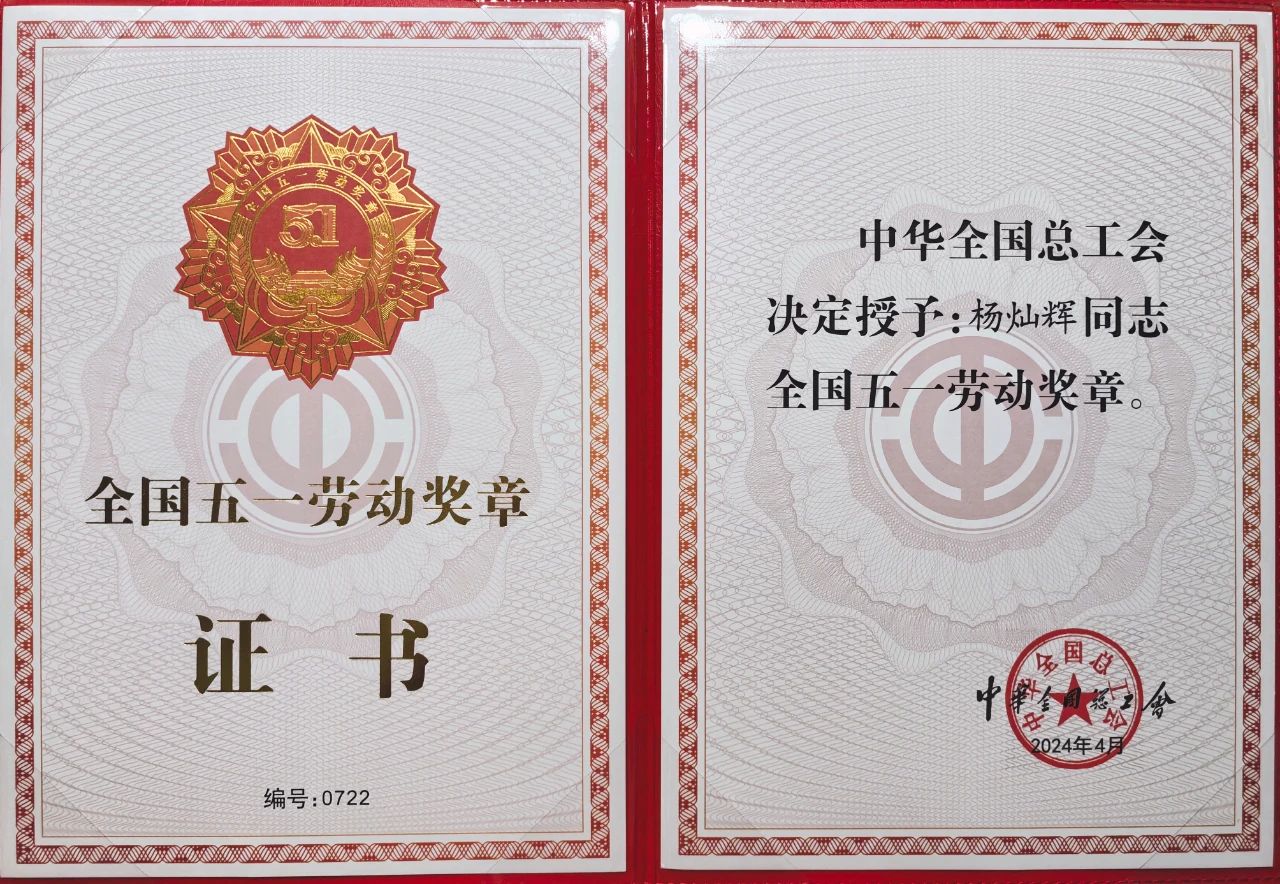 全国五一劳动奖章
51
全国五一劳动奖章
证 书
编号:0722
中华全国总工会
决定授予:杨灿辉同志
全国五一劳动奖章。
中华全国总工会
中華全国总工會
2024年4月